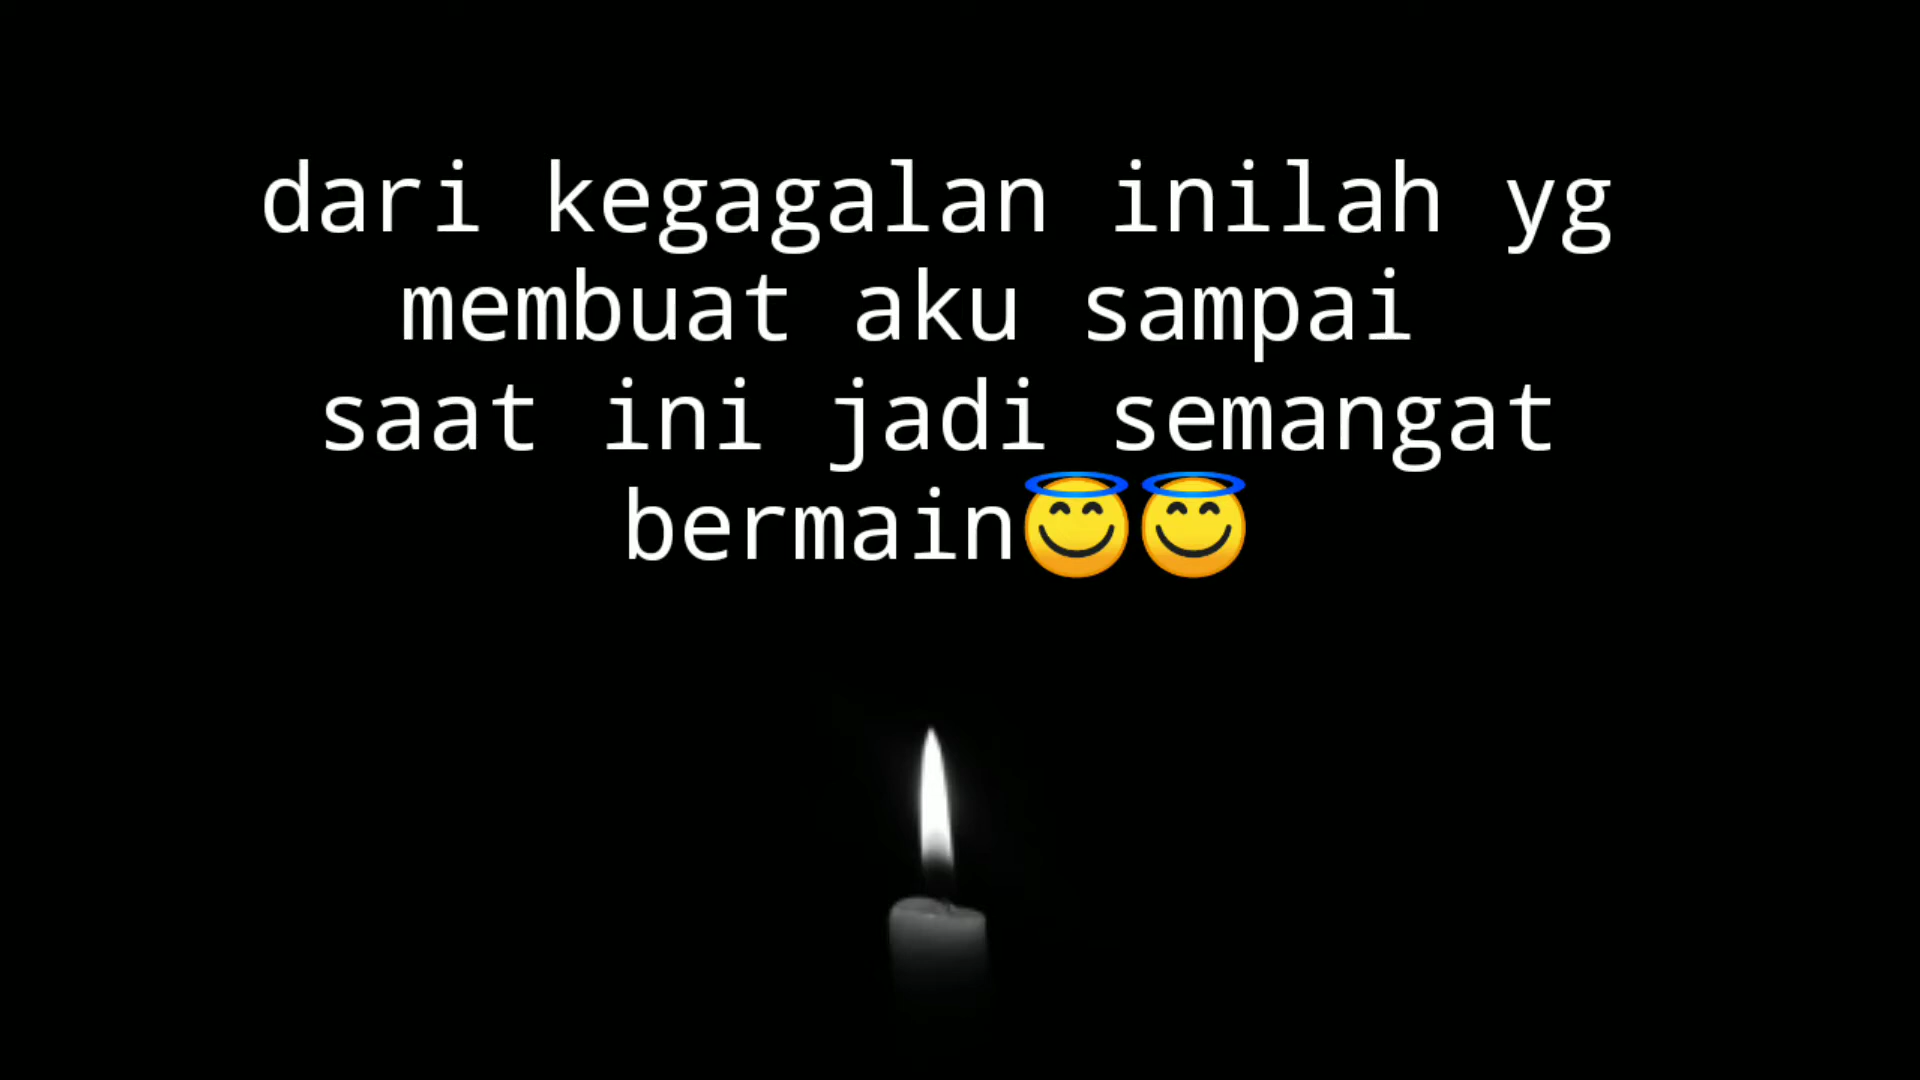 dari kegagalan inilah yg
membuat aku sampai
saat ini jadi semangat
bermain😇😇